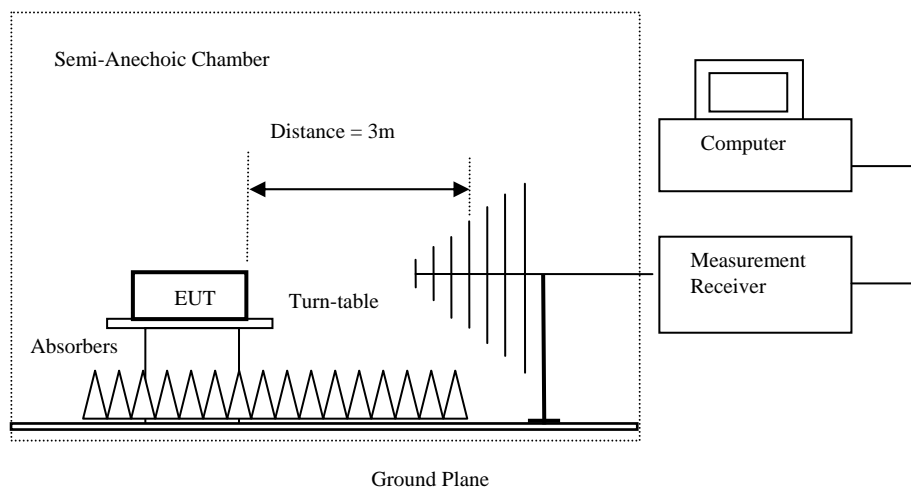 Semi-Anechoic Chamber
Distance = 3m
Computer
Measurement
Receiver
EUT
Turn-table
Absorbers
Ground Plane